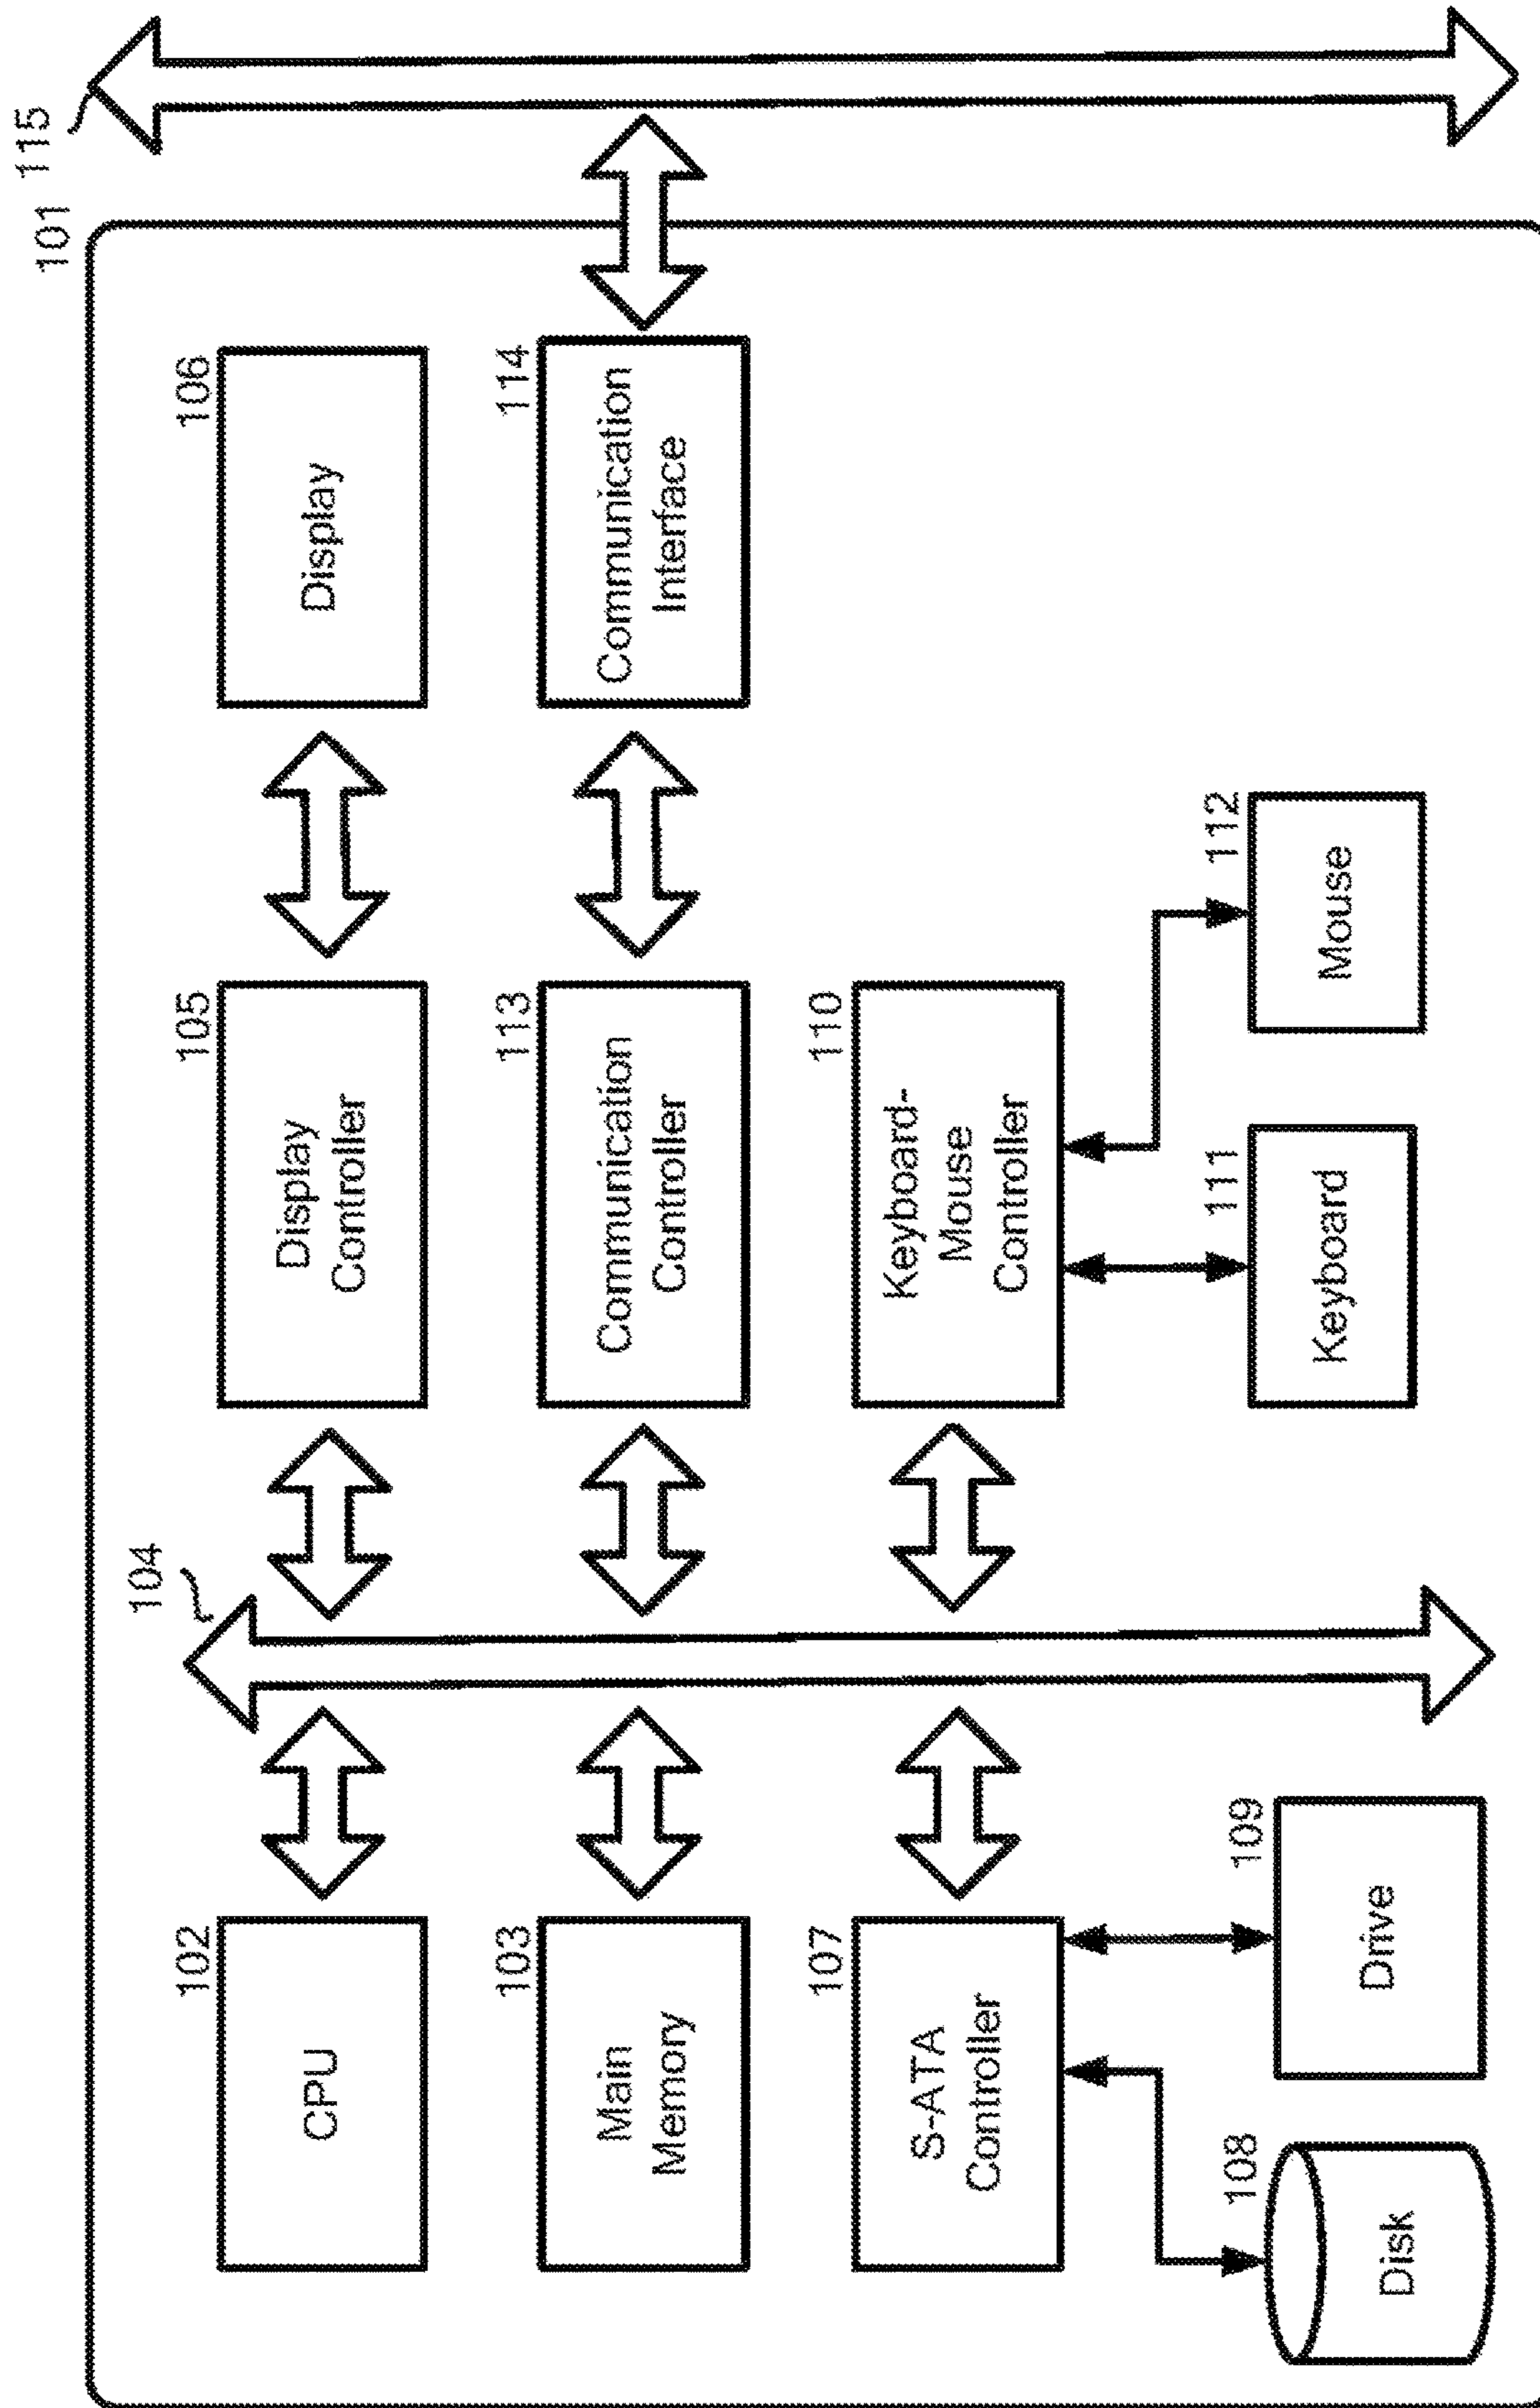 101
115
104
102
CPU
105
Display
Controller
106
Display
103
Main
Memory
113
Communication
Controller
114
Communication
Interface
107
S-ATA
Controller
110
Keyboard-
Mouse
Controller
108
Disk
109
Drive
111
Keyboard
112
Mouse